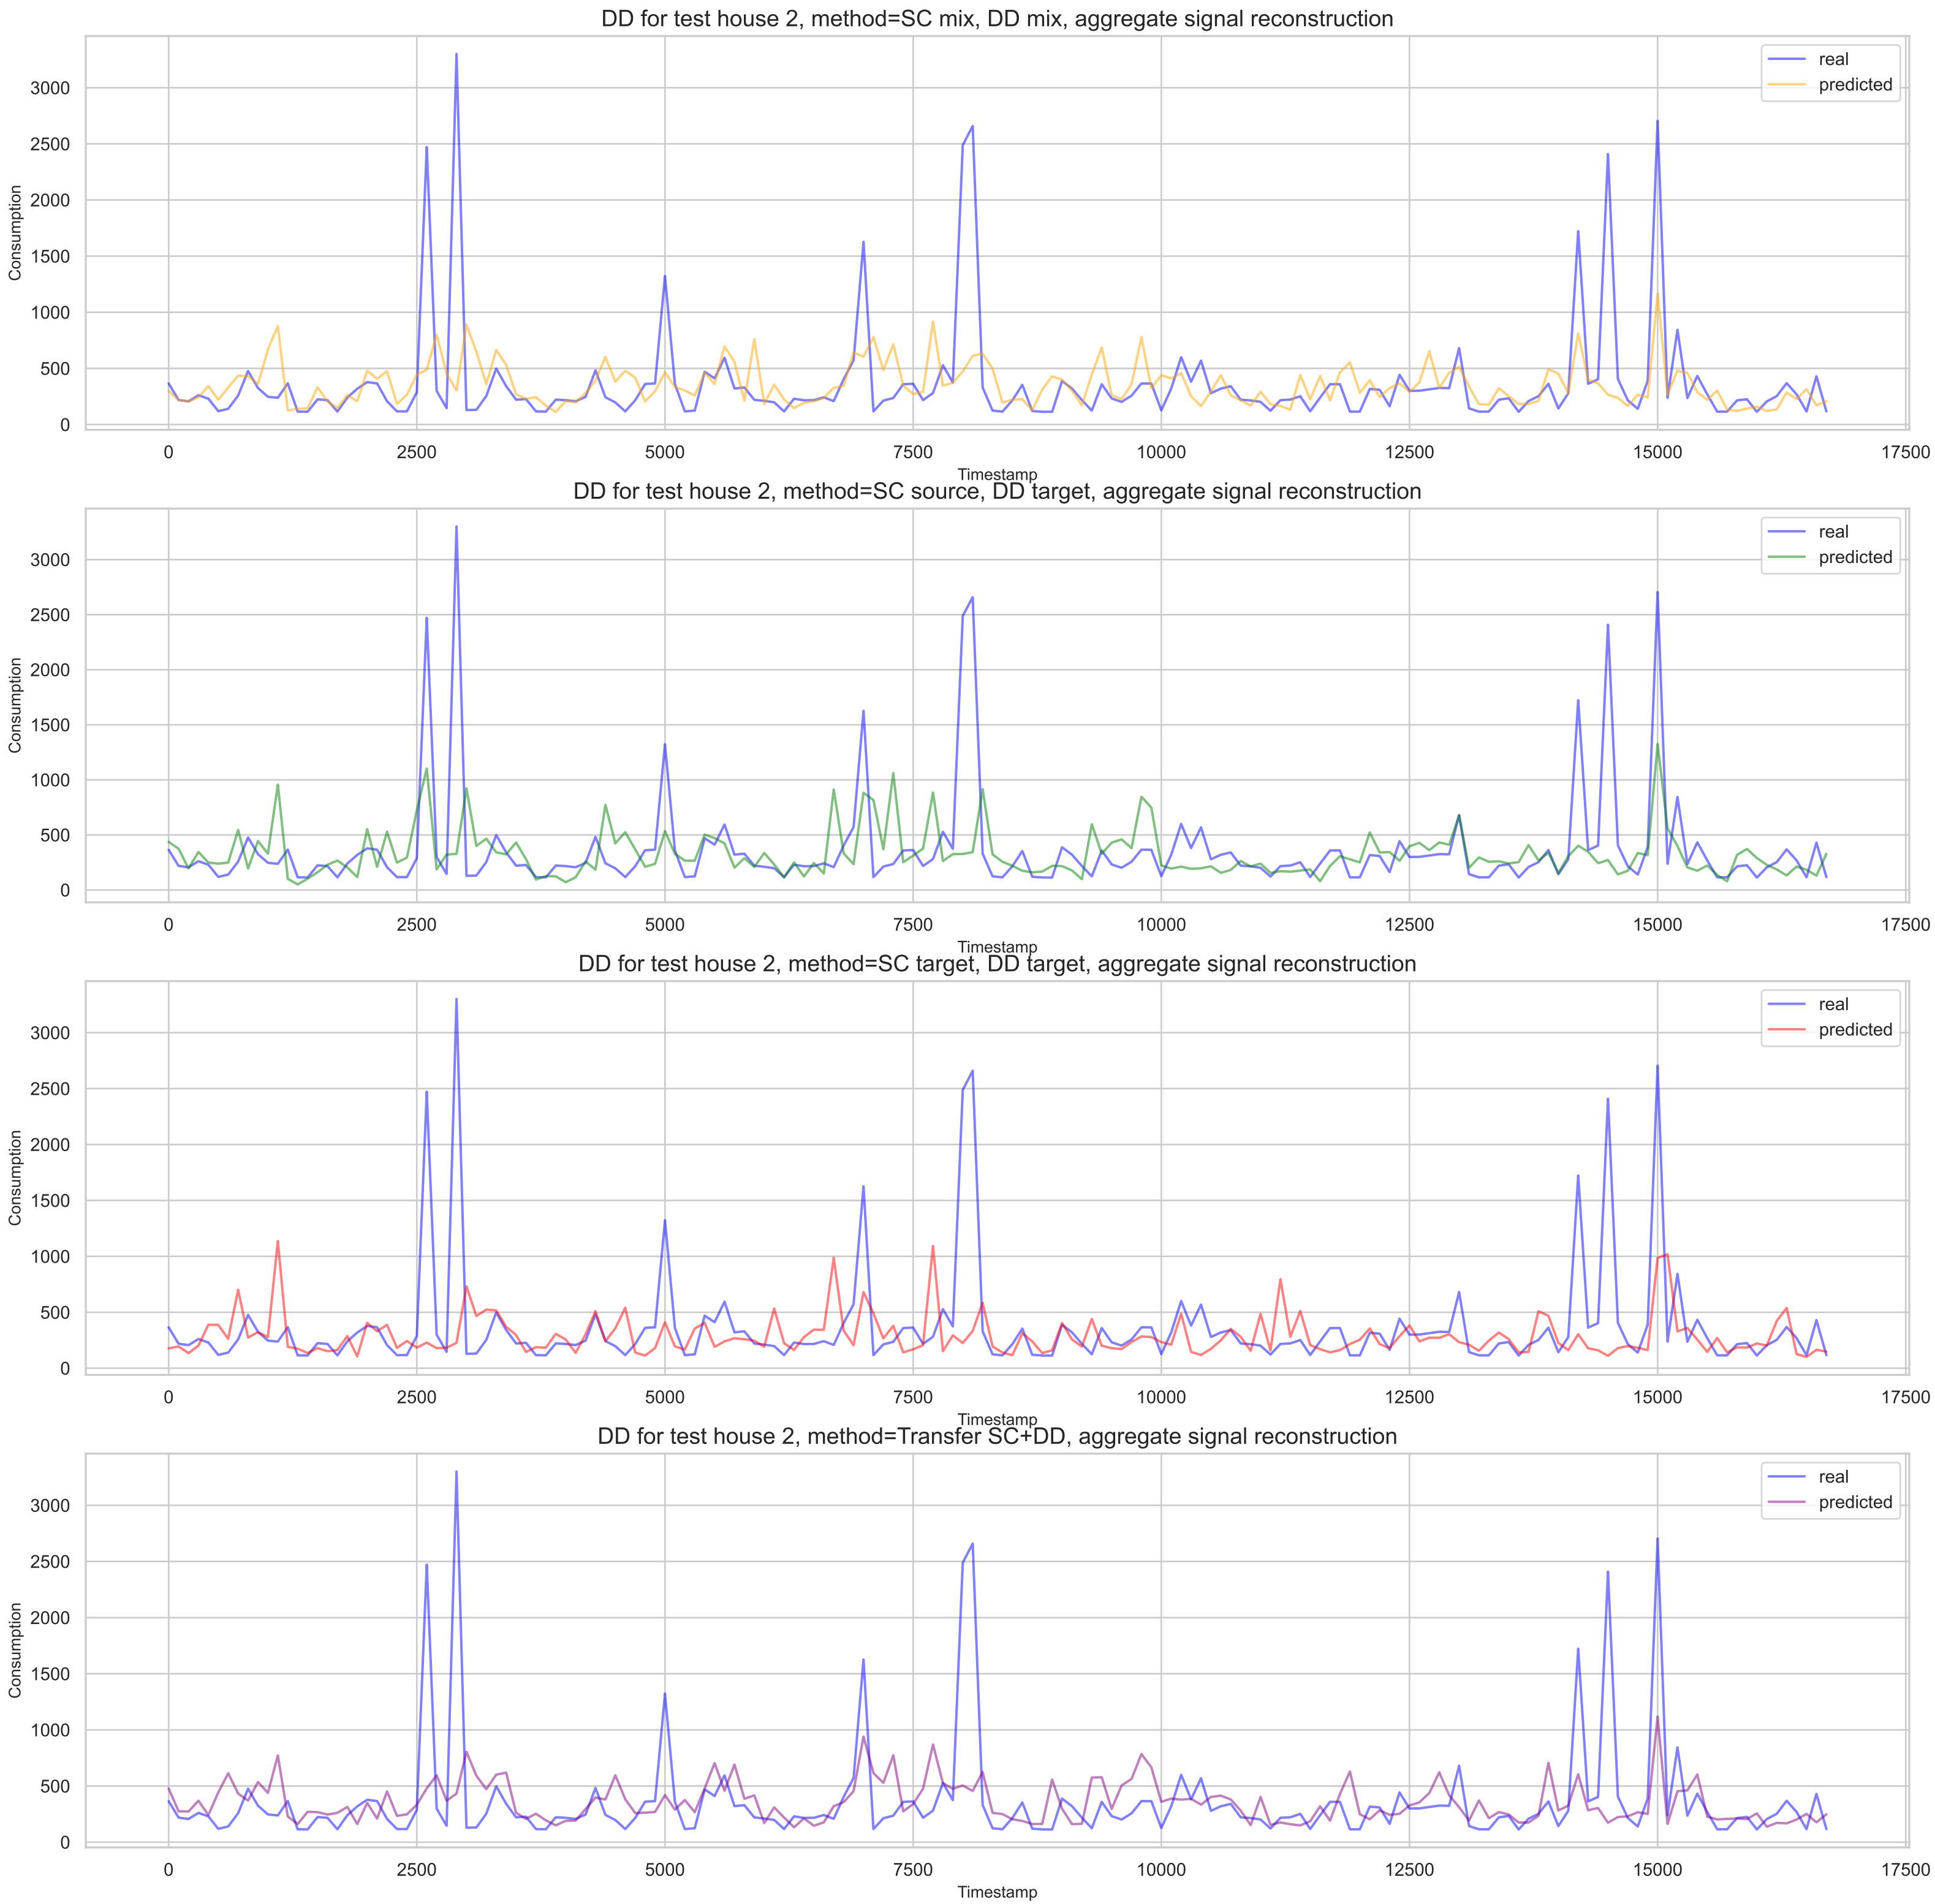 DD for test house 2, method=SC mix, DD mix, aggregate signal reconstruction
real
predicted
3000
2500
2000
1500
1000
500
0
Consumption
0 2500 5000 7500 10000 12500 15000 17500
Timestamp
DD for test house 2, method=SC source, DD target, aggregate signal reconstruction
real
predicted
3000
2500
2000
1500
1000
500
0
Consumption
0 2500 5000 7500 10000 12500 15000 17500
Timestamp
DD for test house 2, method=SC target, DD target, aggregate signal reconstruction
real
predicted
3000
2500
2000
1500
1000
500
0
Consumption
0 2500 5000 7500 10000 12500 15000 17500
Timestamp
DD for test house 2, method=Transfer SC+DD, aggregate signal reconstruction
real
predicted
3000
2500
2000
1500
1000
500
0
Consumption
0 2500 5000 7500 10000 12500 15000 17500
Timestamp